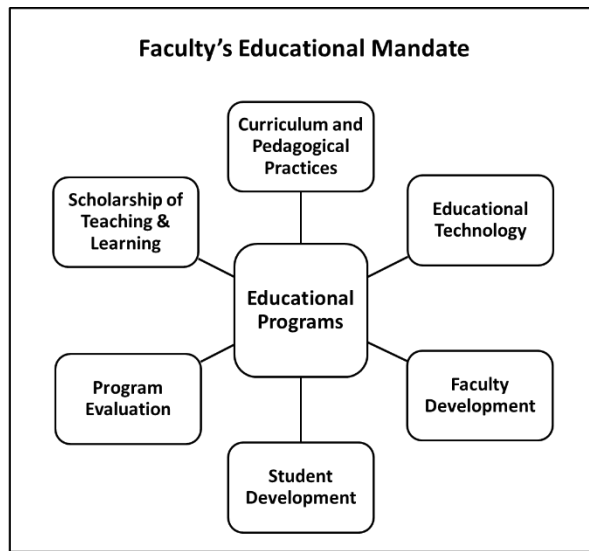 Faculty’s Educational Mandate
Curriculum and
Pedagogical
Practices
Scholarship of
Teaching &
Learning
Educational
Technology
Educational
Programs
Program
Evaluation
Faculty
Development
Student
Development